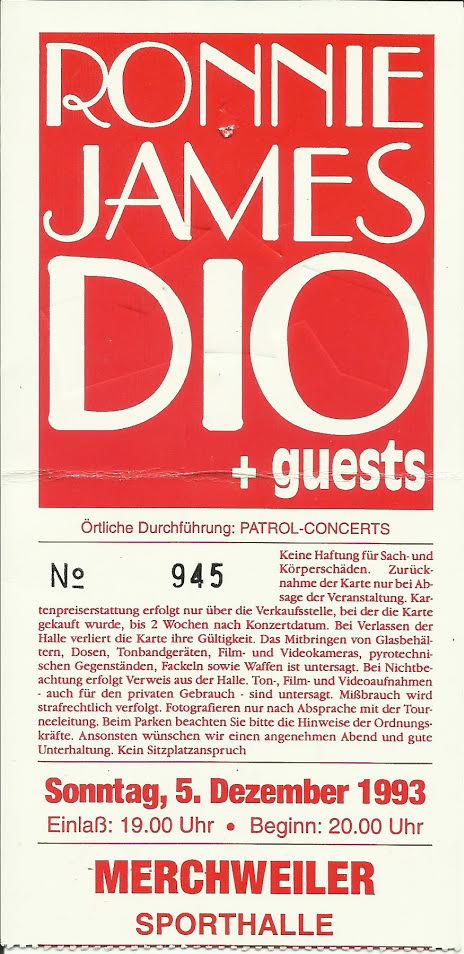 RONNIE
JAMES
DIO
+ guests
Örtliche Durchführung: PATROL-CONCERTS
Nº 945
Keine Haftung für Sach- und
Körperschäden. Zurück-
nahme der Karte nur bei Ab-
sage der Veranstaltung. Kar-
tenpreiserstattung erfolgt nur über die Verkaufsstelle, bei der die Karte
gekauft wurde, bis 2 Wochen nach Konzertdatum. Bei Verlassen der
Halle verliert die Karte ihre Gültigkeit. Das Mitbringen von Glasbehäl-
tern, Dosen, Tonbandgeräten, Film- und Videokameras, pyrotechni-
schen Gegenständen, Fackeln sowie Waffen ist untersagt. Bei Nichtbe-
achtung erfolgt Verweis aus der Halle. Ton-, Film- und Videoaufnahmen
- auch für den privaten Gebrauch - sind untersagt. Mißbrauch wird
strafrechtlich verfolgt. Fotografieren nur nach Absprache mit der Tour-
neeleitung. Beim Parken beachten Sie bitte die Hinweise der Ordnungs-
kräfte. Ansonsten wünschen wir einen angenehmen Abend und gute
Unterhaltung. Kein Sitzplatzanspruch
Sonntag, 5. Dezember 1993
Einlaß: 19.00 Uhr • Beginn: 20.00 Uhr
MERCHWEILER
SPORTHALLE